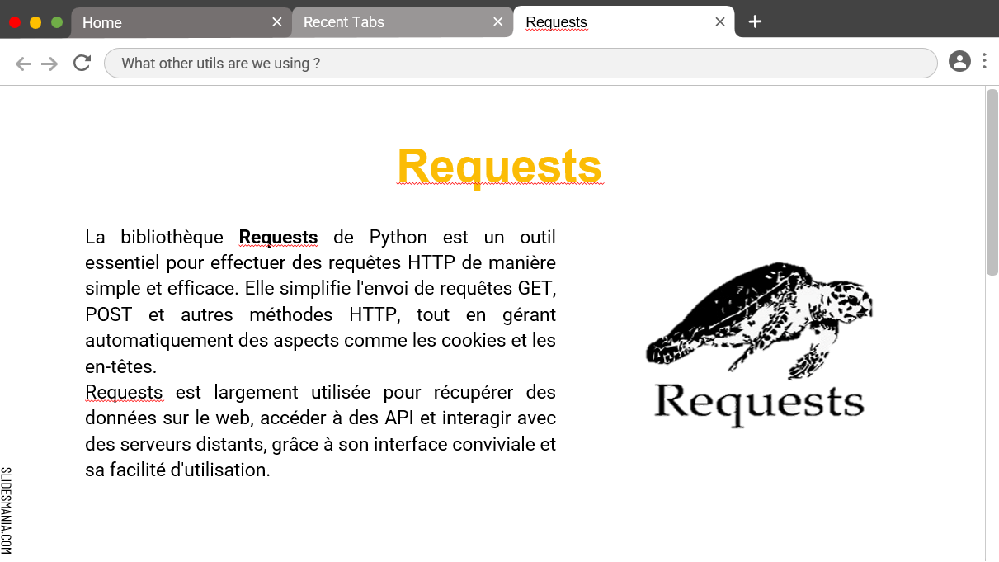 Home
Recent Tabs
Requests
What other utils are we using ?
Requests
La bibliothèque Requests de Python est un outil
essentiel pour effectuer des requêtes HTTP de manière
simple et efficace. Elle simplifie l'envoi de requêtes GET,
POST et autres méthodes HTTP, tout en gérant
automatiquement des aspects comme les cookies et les
en-têtes.
Requests est largement utilisée pour récupérer des
données sur le web, accéder à des API et interagir avec
des serveurs distants, grâce à son interface conviviale et
sa facilité d'utilisation.
Requests
SLIDESMANIA.COM